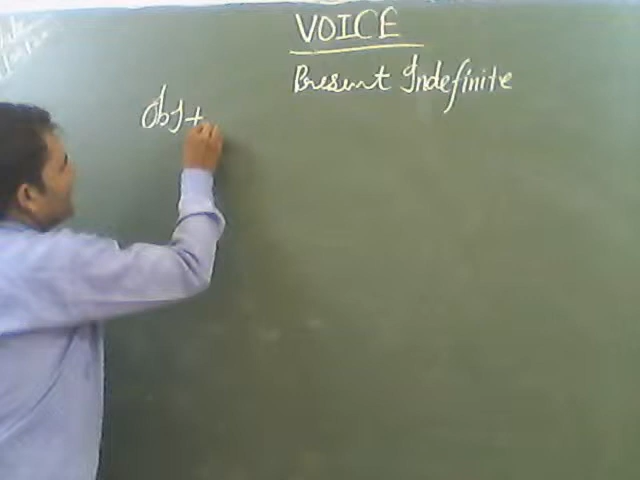 VOICE
Present Indefinite
Obj +